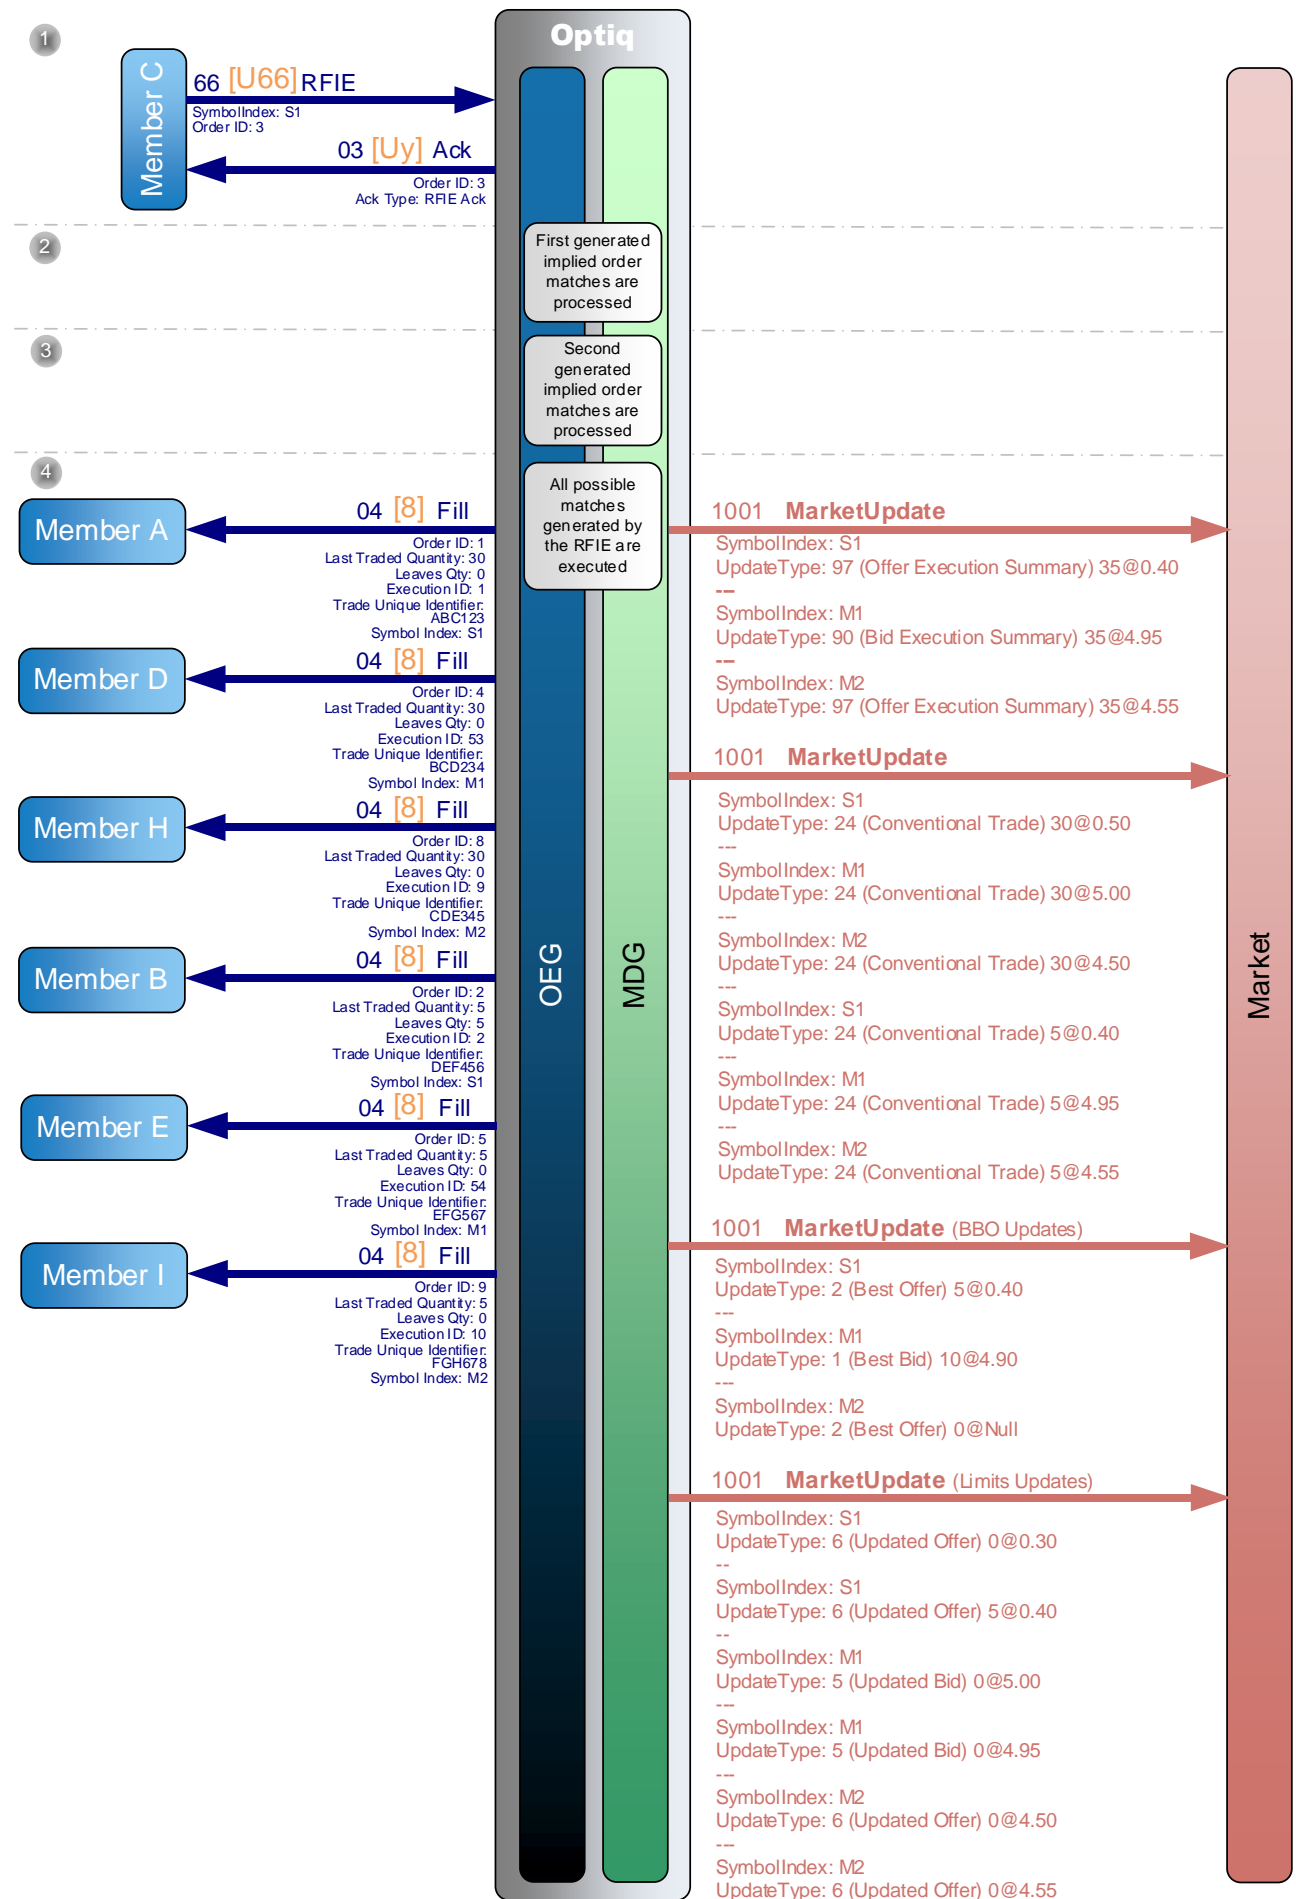 Optiq
1
Member C
66 [U66] RFIE
SymbolIndex: S1
Order ID: 3
03 [Uy] Ack
Order ID: 3
Ack Type: RFIE Ack
2
First generated
implied order
matches are
processed
3
Second
generated
implied order
matches are
processed
4
All possible
matches
generated by
the RFIE are
executed
OEG
MDG
Market
Member A
04 [8] Fill
Order ID: 1
Last Traded Quantity: 30
Leaves Qty: 0
Execution ID: 1
Trade Unique Identifier:
ABC123
Symbol Index: S1
Member D
04 [8] Fill
Order ID: 4
Last Traded Quantity: 30
Leaves Qty: 0
Execution ID: 53
Trade Unique Identifier:
BCD234
Symbol Index: M1
Member H
04 [8] Fill
Order ID: 8
Last Traded Quantity: 30
Leaves Qty: 0
Execution ID: 9
Trade Unique Identifier:
CDE345
Symbol Index: M2
Member B
04 [8] Fill
Order ID: 2
Last Traded Quantity: 5
Leaves Qty: 5
Execution ID: 2
Trade Unique Identifier:
DEF456
Symbol Index: S1
Member E
04 [8] Fill
Order ID: 5
Last Traded Quantity: 5
Leaves Qty: 0
Execution ID: 54
Trade Unique Identifier:
EFG567
Symbol Index: M1
Member I
04 [8] Fill
Order ID: 9
Last Traded Quantity: 5
Leaves Qty: 0
Execution ID: 10
Trade Unique Identifier:
FGH678
Symbol Index: M2
1001 MarketUpdate
SymbolIndex: S1
UpdateType: 97 (Offer Execution Summary) 35@0.40
---
SymbolIndex: M1
UpdateType: 90 (Bid Execution Summary) 35@4.95
---
SymbolIndex: M2
UpdateType: 97 (Offer Execution Summary) 35@4.55
1001 MarketUpdate
SymbolIndex: S1
UpdateType: 24 (Conventional Trade) 30@0.50
---
SymbolIndex: M1
UpdateType: 24 (Conventional Trade) 30@5.00
---
SymbolIndex: M2
UpdateType: 24 (Conventional Trade) 30@4.50
---
SymbolIndex: S1
UpdateType: 24 (Conventional Trade) 5@0.40
---
SymbolIndex: M1
UpdateType: 24 (Conventional Trade) 5@4.95
---
SymbolIndex: M2
UpdateType: 24 (Conventional Trade) 5@4.55
1001 MarketUpdate (BBO Updates)
SymbolIndex: S1
UpdateType: 2 (Best Offer) 5@0.40
---
SymbolIndex: M1
UpdateType: 1 (Best Bid) 10@4.90
---
SymbolIndex: M2
UpdateType: 2 (Best Offer) 0@Null
1001 MarketUpdate (Limits Updates)
SymbolIndex: S1
UpdateType: 6 (Updated Offer) 0@0.30
--
SymbolIndex: S1
UpdateType: 6 (Updated Offer) 5@0.40
--
SymbolIndex: M1
UpdateType: 5 (Updated Bid) 0@5.00
---
SymbolIndex: M1
UpdateType: 5 (Updated Bid) 0@4.95
---
SymbolIndex: M2
UpdateType: 6 (Updated Offer) 0@4.50
---
SymbolIndex: M2
UpdateType: 6 (Updated Offer) 0@4.55